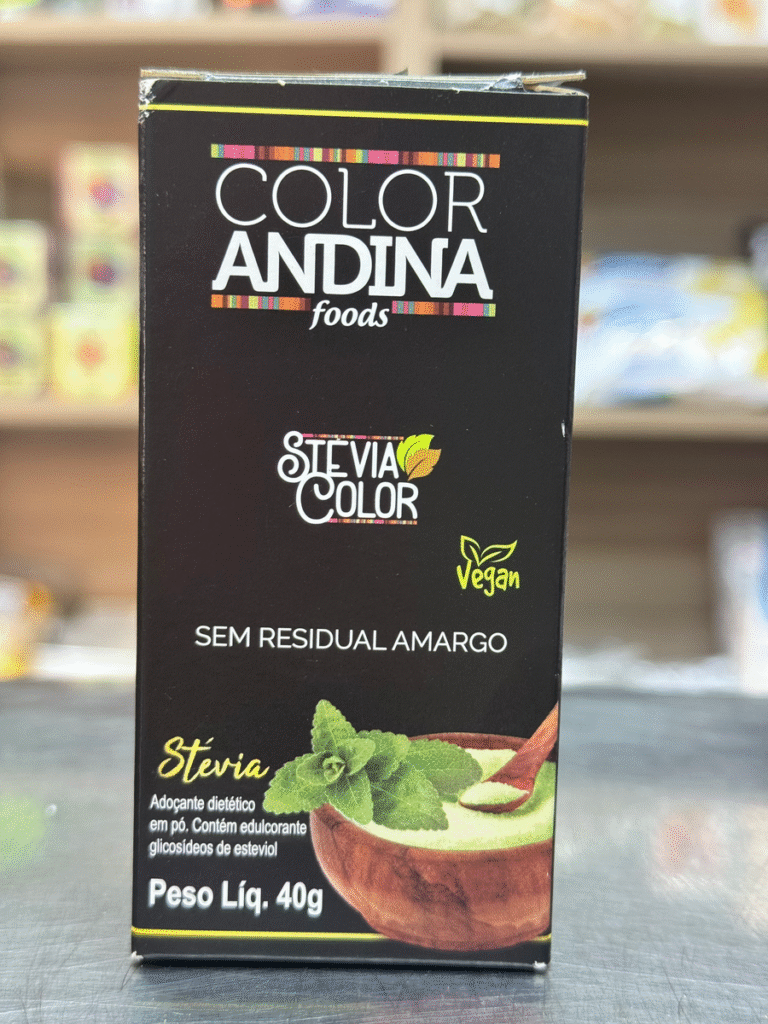 COLOR
ANDINA
foods
STÉVIA
COLOR
Vegan
SEM RESIDUAL AMARGO
Stévia
Adoçante dietético
em pó. Contém edulcorante
glicosídeos de esteviol
Peso Líq. 40g